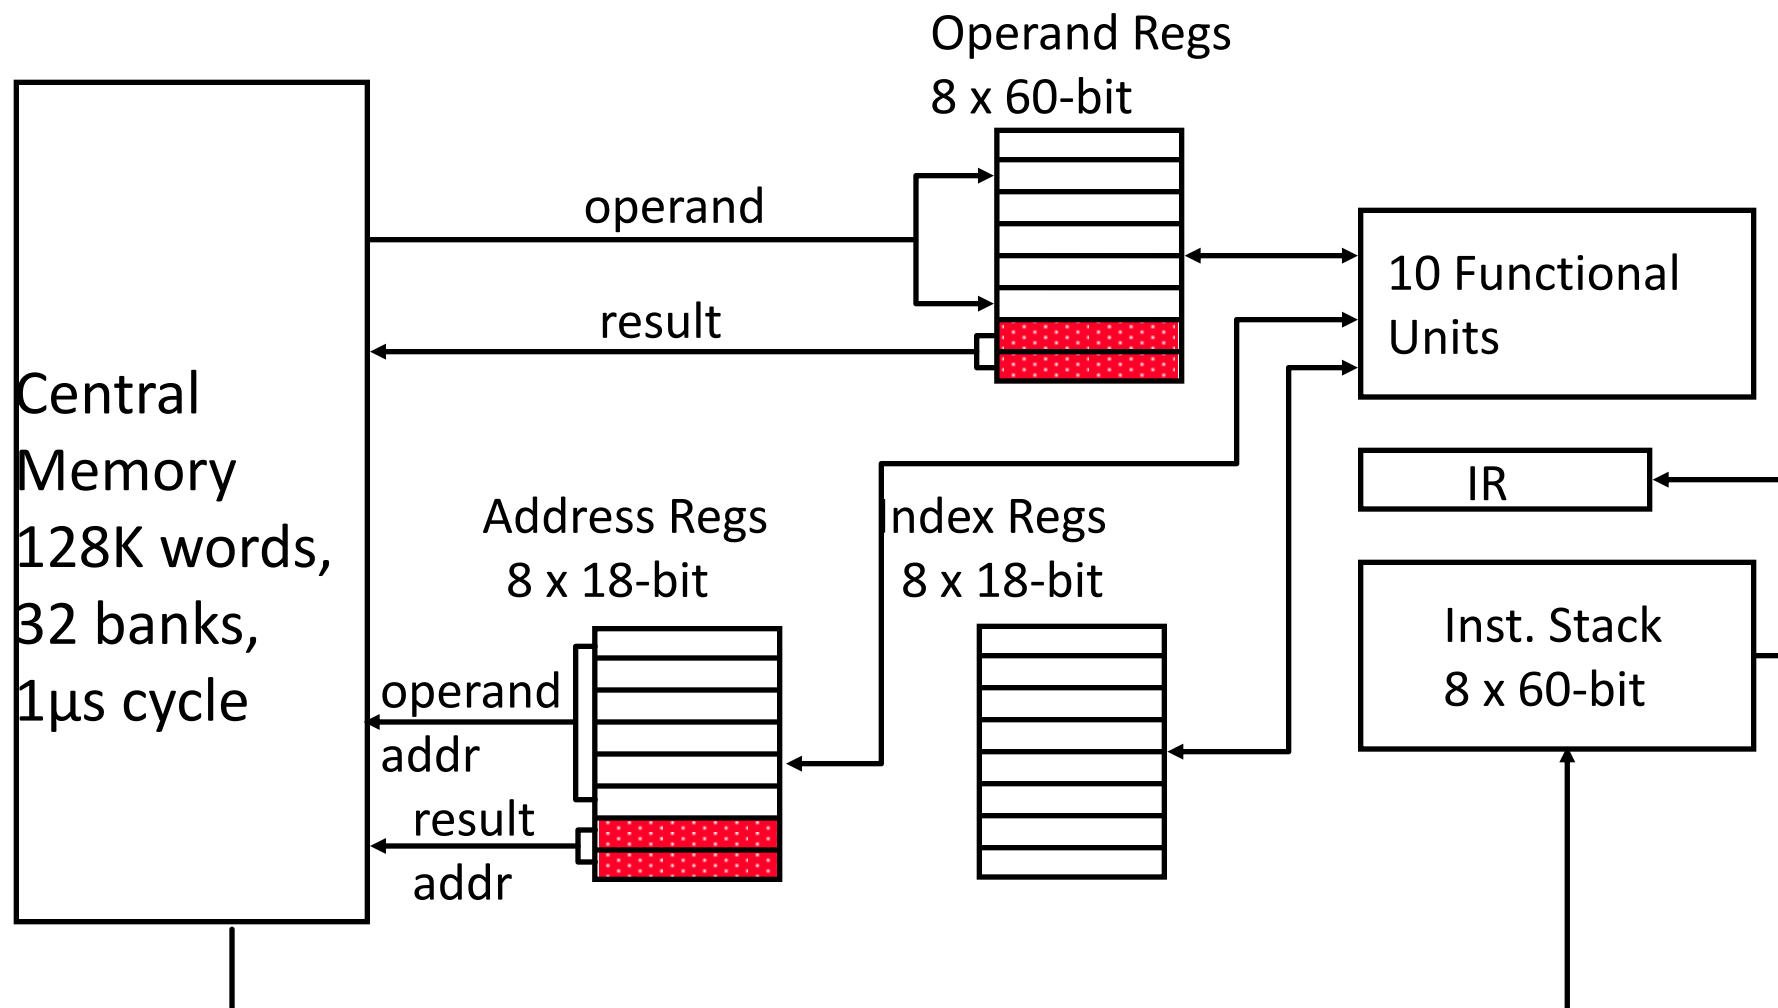 Operand Regs
8 x 60-bit
operand
result
10 Functional
Units
Central
Memory
128K words,
32 banks,
1μs cycle
IR
Address Regs
8 x 18-bit
Index Regs
8 x 18-bit
Inst. Stack
8 x 60-bit
operand
addr
result
addr